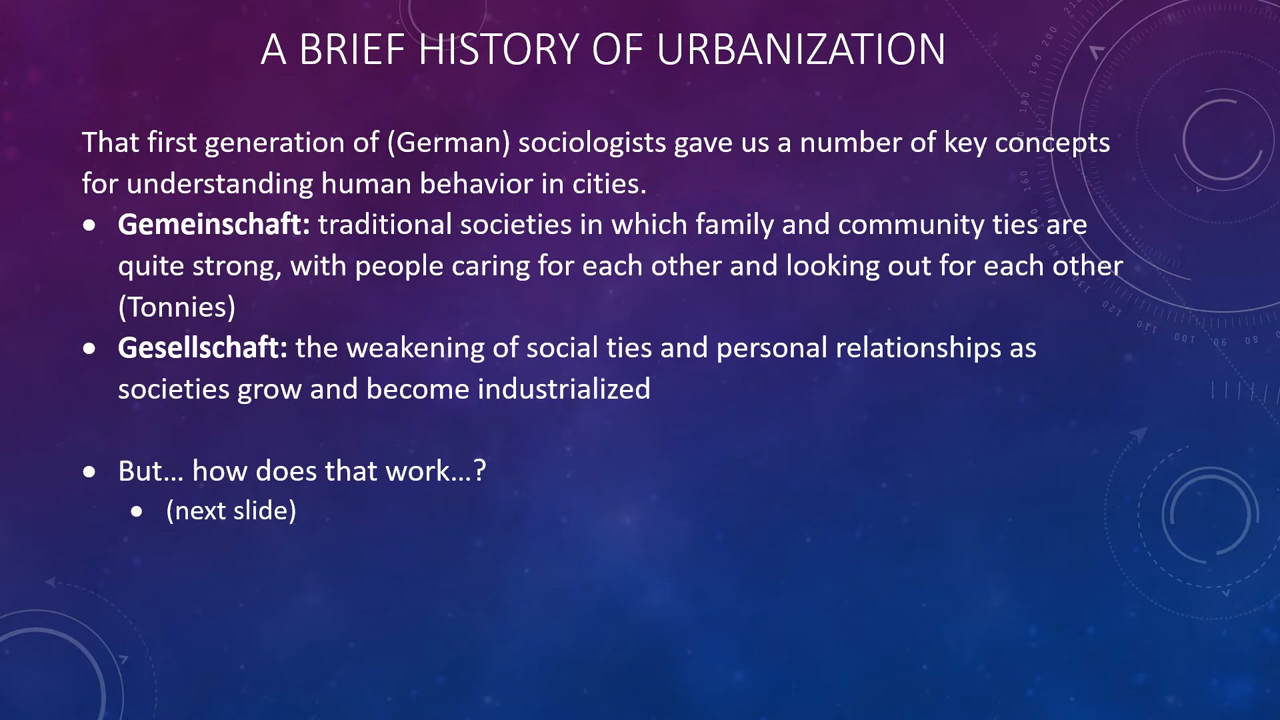 A BRIEF HISTORY OF URBANIZATION
That first generation of (German) sociologists gave us a number of key concepts
for understanding human behavior in cities.
• Gemeinschaft: traditional societies in which family and community ties are
quite strong, with people caring for each other and looking out for each other
(Tonnies)
• Gesellschaft: the weakening of social ties and personal relationships as
societies grow and become industrialized
• But... how does that work...?
• (next slide)